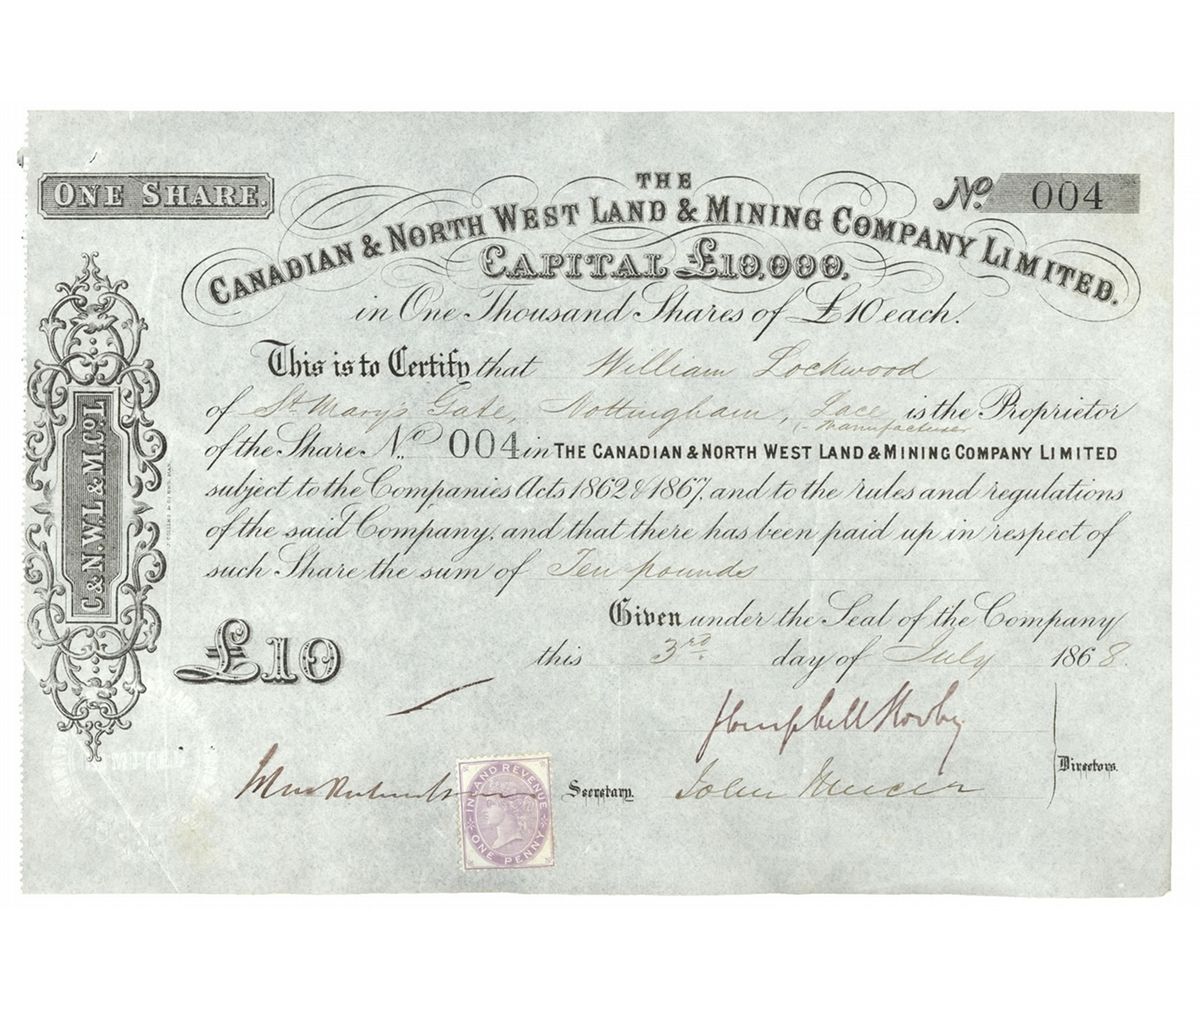 ONE SHARE.
No. 004
THE
CANADIAN & NORTH WEST LAND & MINING COMPANY LIMITED.
CAPITAL £10,000,
in One Thousand Shares of £10 each.
This is to Certify that William Lockwood
of St. Mary's Gate, Nottingham, Lace is the Proprietor
Manufacturer
of the Share No. 004 in THE CANADIAN & NORTH WEST LAND & MINING COMPANY LIMITED
subject to the Companies Acts 1862 & 1867, and to the rules and regulations
of the said Company, and that there has been paid up in respect of
such Share the sum of Ten pounds
Given under the Seal of the Company
this 3rd. day of July 1868.
£10
C & N. W. L. & M. Co. L
LIMITED
Directors.
Secretary.
John
INLAND REVENUE
ONE PENNY